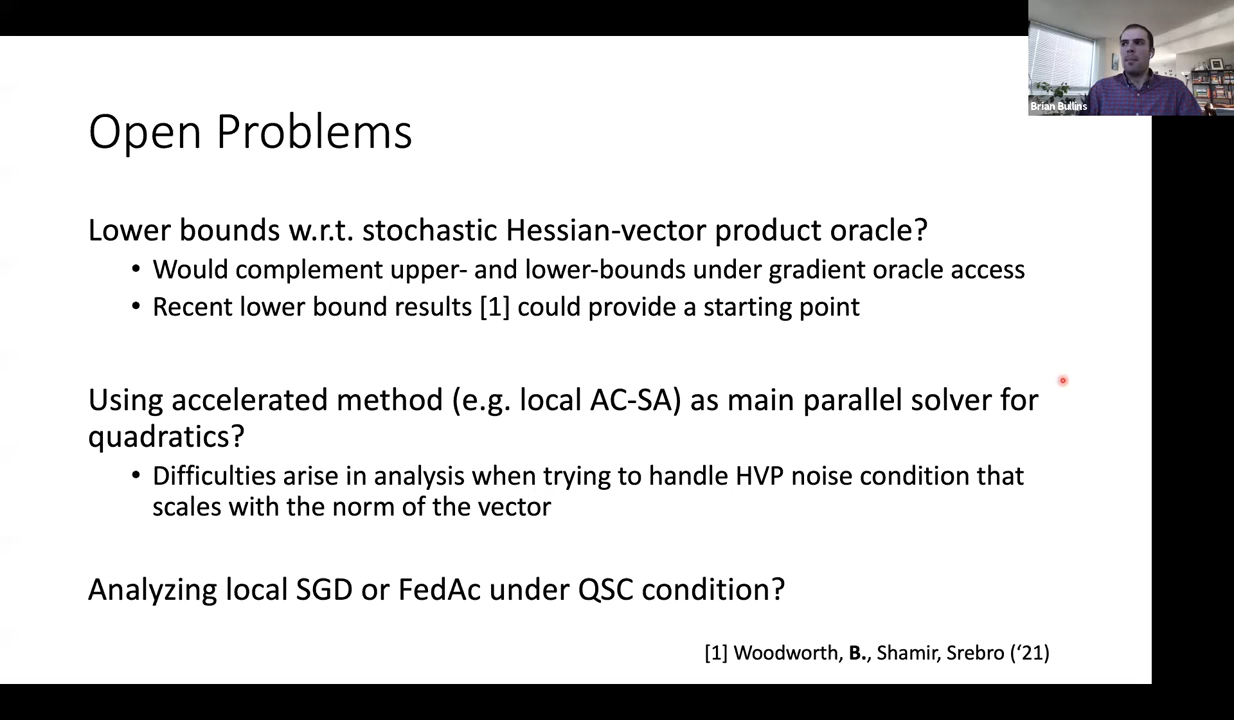 Brian Bullins
Open Problems
Lower bounds w.r.t. stochastic Hessian-vector product oracle?
• Would complement upper- and lower-bounds under gradient oracle access
• Recent lower bound results [1] could provide a starting point
Using accelerated method (e.g. local AC-SA) as main parallel solver for
quadratics?
• Difficulties arise in analysis when trying to handle HVP noise condition that
scales with the norm of the vector
Analyzing local SGD or FedAc under QSC condition?
[1] Woodworth, B., Shamir, Srebro (‘21)